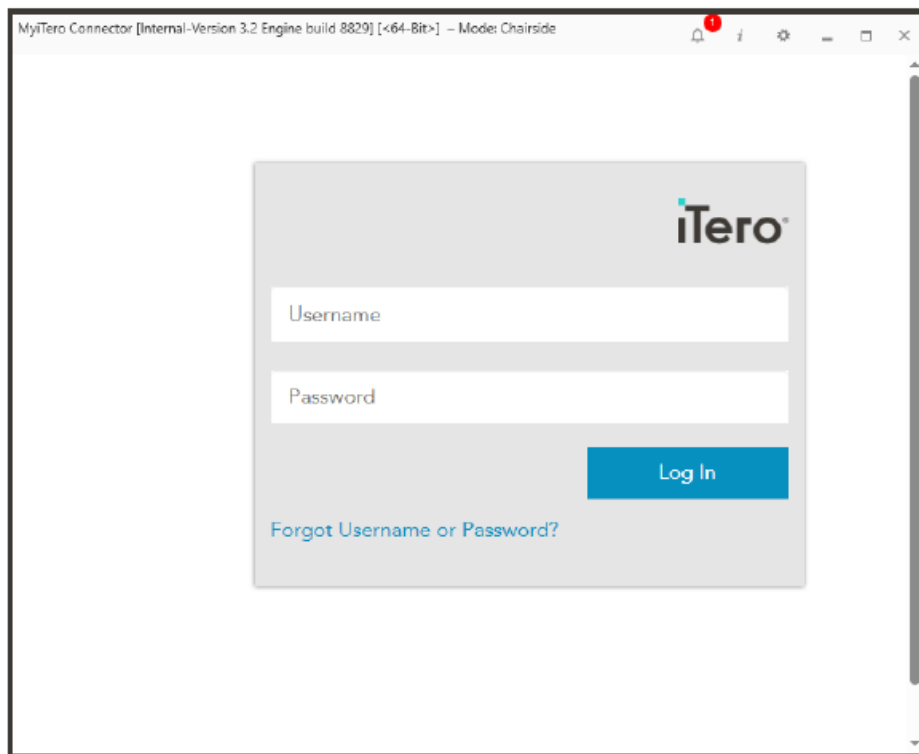 MyiTero Connector [Internal-Version 3.2 Engine build 8829] [<64-Bit>] – Mode: Chairside
1
i
iTero®
Username
Password
Log In
Forgot Username or Password?